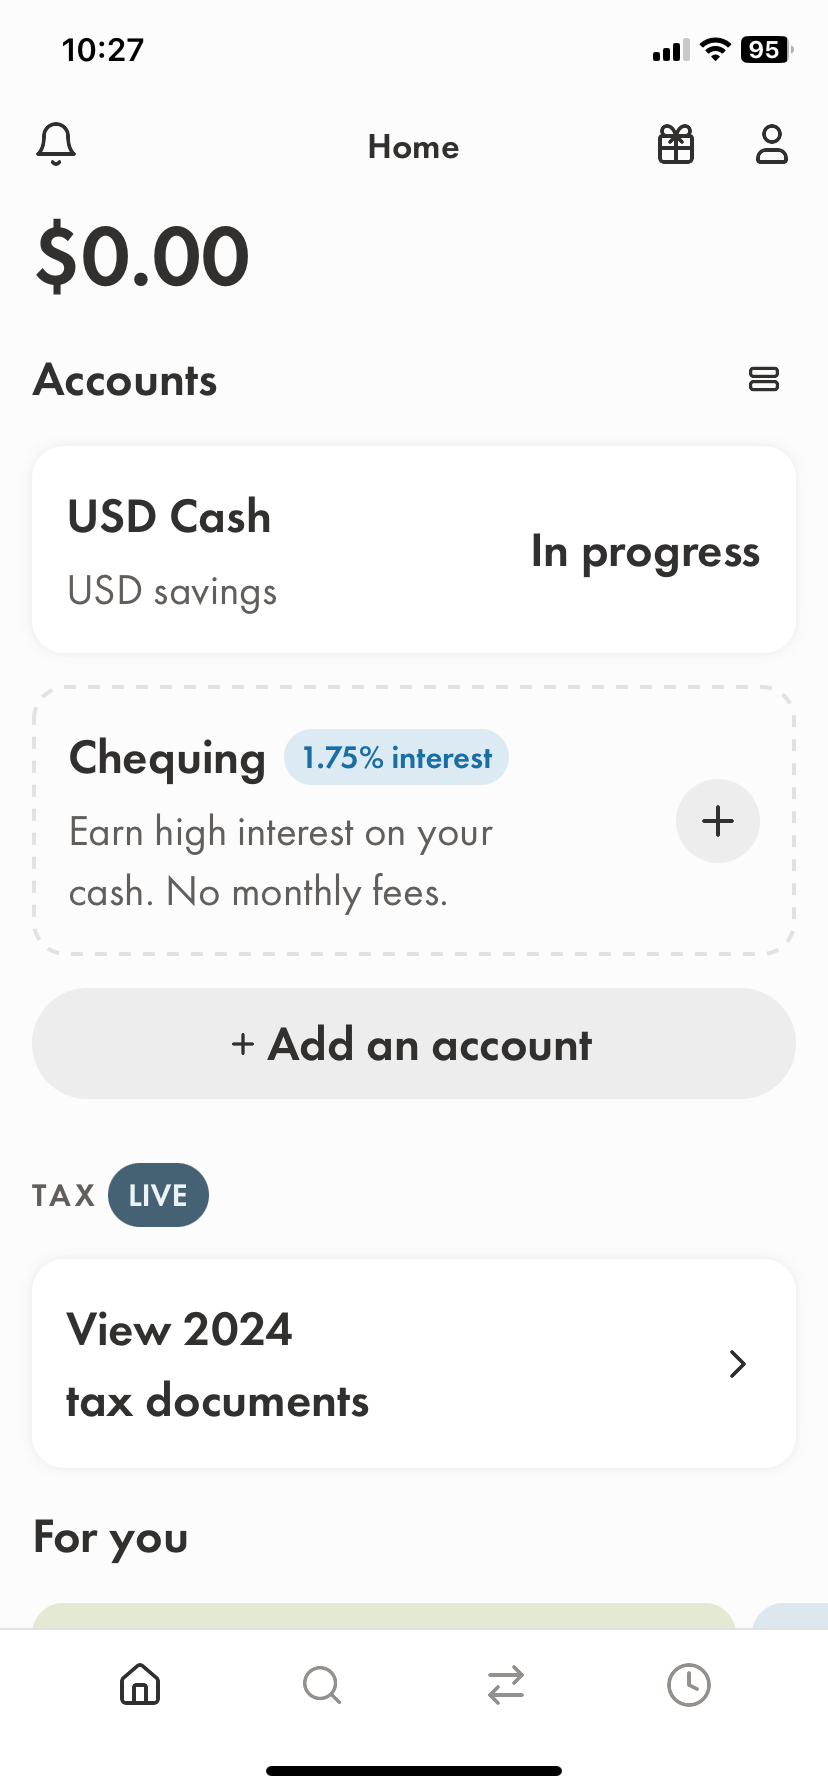 10:27
95
Home
$0.00
Accounts
USD Cash
USD savings
In progress
Chequing 1.75% interest
Earn high interest on your
cash. No monthly fees.
+ Add an account
TAX LIVE
View 2024
tax documents
For you